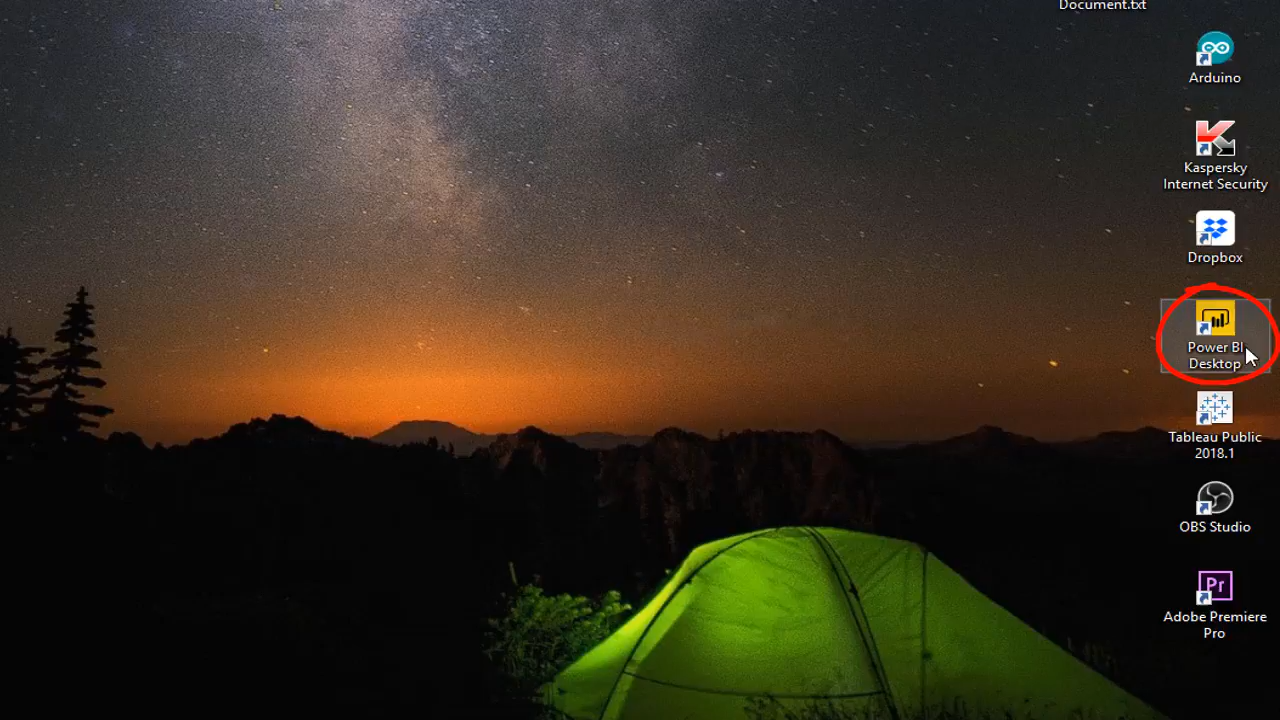 Document.txt
Arduino
Kaspersky
Internet Security
Dropbox
Power BI
Desktop
Tableau Public
2018.1
OBS Studio
Pr
Adobe Premiere
Pro